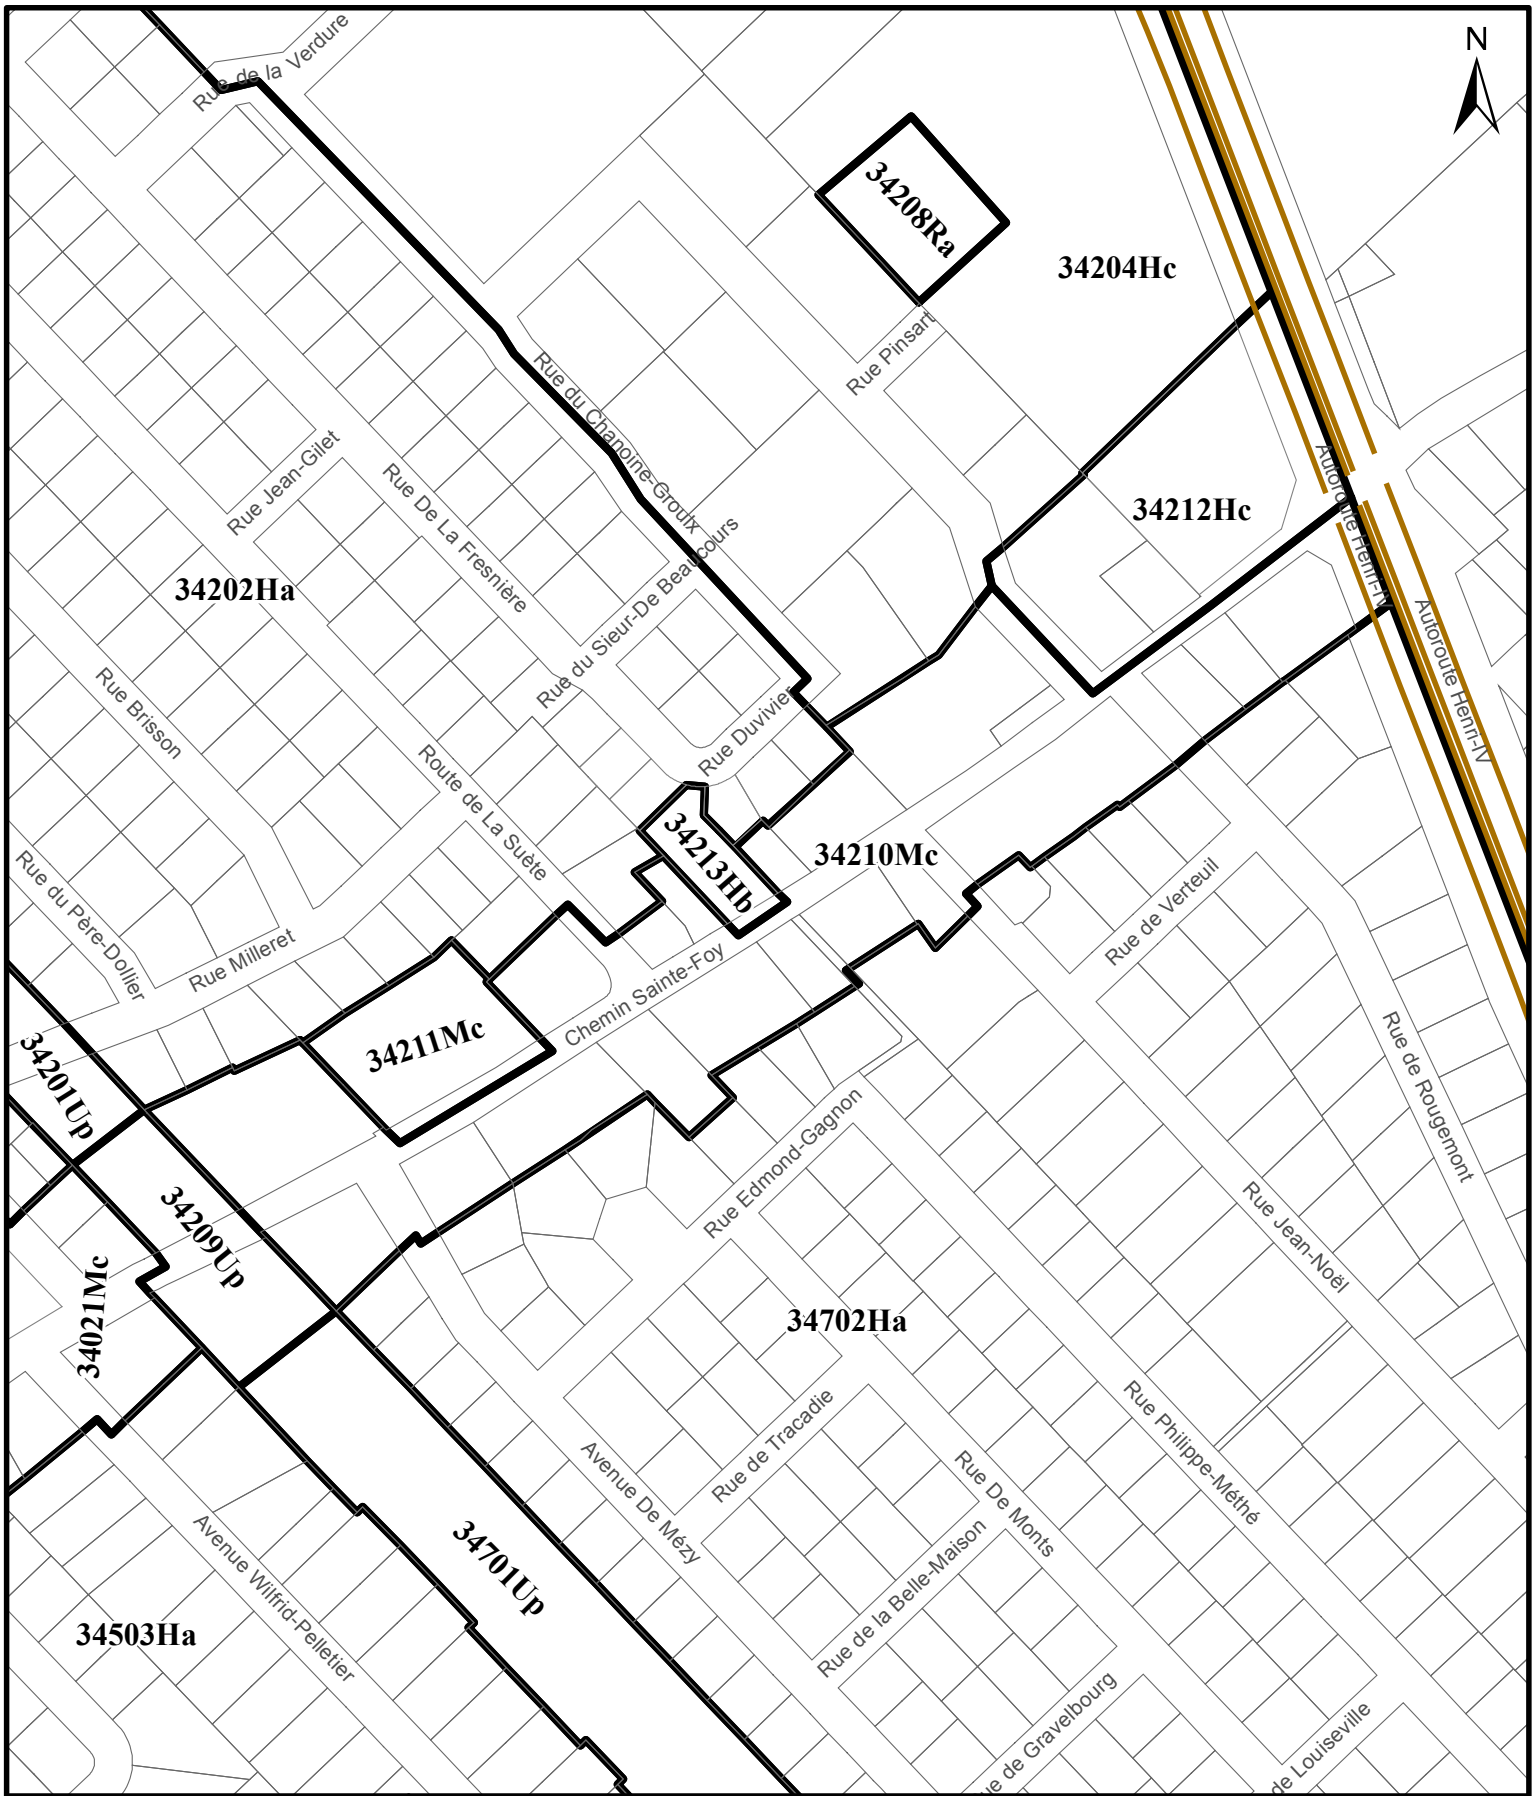 N
Rue de la Verdure
34208Ra
34204Hc
Rue Pinsart
Rue du Chanoine-Groulx
Rue Jean-Gilet
Rue De La Fresnière
34212Hc
Autoroute Henri-IV
34202Ha
Rue du Sieur-De Beaucours
Autoroute Henri-IV
Rue Brisson
Rue Duvivier
Route de La Suète
34213Hb
34210Mc
Rue du Père-Dollier
Rue de Verteuil
Rue Milleret
Chemin Sainte-Foy
34211Mc
34201Up
Rue de Rougemont
Rue Edmond-Gagnon
34209Up
Rue Jean-Noël
34021Mc
34702Ha
Rue de Tracadie
Rue Philippe-Méthé
Avenue De Mézy
Rue De Monts
Avenue Wilfrid-Pelletier
34701Up
Rue de la Belle-Maison
34503Ha
ue de Gravelbourg
de Louiseville